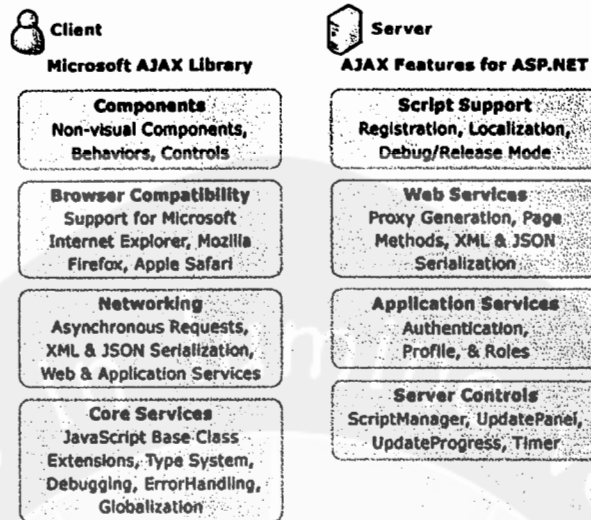 Client
Microsoft AJAX Library
Components
Non-visual Components,
Behaviors, Controls
Browser Compatibility
Support for Microsoft
Internet Explorer, Mozilla
Firefox, Apple Safari
Networking
Asynchronous Requests,
XML & JSON Serialization,
Web & Application Services
Core Services
JavaScript Base Class
Extensions, Type System,
Debugging, ErrorHandling,
Globalization
Server
AJAX Features for ASP.NET
Script Support
Registration, Localization,
Debug/Release Mode
Web Services
Proxy Generation, Page
Methods, XML & JSON
Serialization
Application Services
Authentication,
Profile, & Roles
Server Controls
ScriptManager, UpdatePanel,
UpdateProgress, Timer